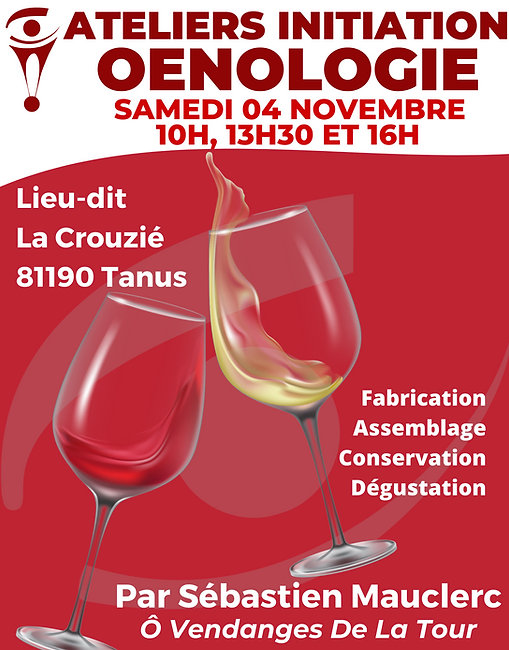 ATELIERS INITIATION
OENOLOGIE
SAMEDI 04 NOVEMBRE
10H, 13H30 ET 16H
Lieu-dit
La Crouzié
81190 Tanus
Fabrication
Assemblage
Conservation
Dégustation
Par Sébastien Mauclerc
Ô Vendanges De La Tour